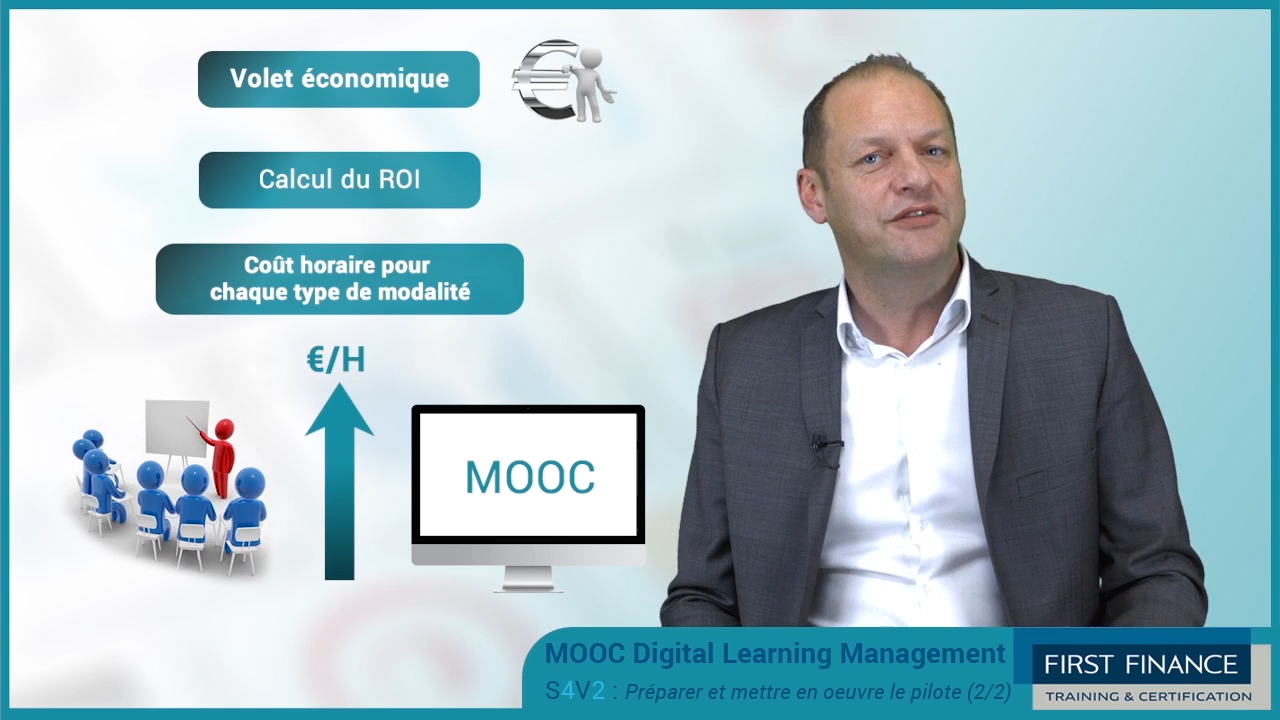 Volet économique
Calcul du ROI
Coût horaire pour
chaque type de modalité
€/H
MOOC
MOOC Digital Learning Management
S4V2 : Préparer et mettre en oeuvre le pilote (2/2)
FIRST FINANCE
TRAINING & CERTIFICATION